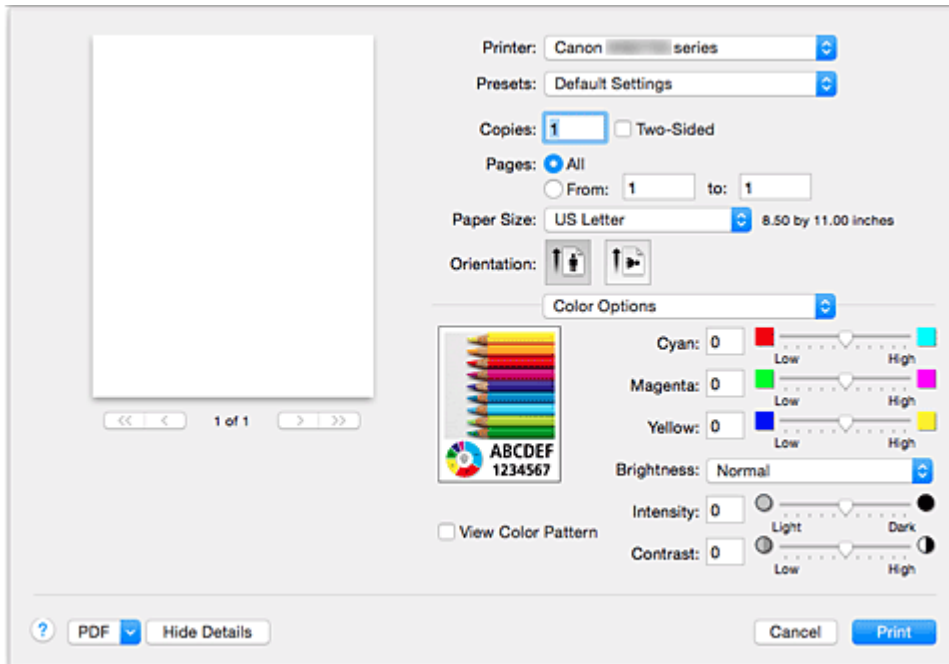 Printer: Canon series
Presets: Default Settings
Copies: 1 Two-Sided
Pages: All
From: 1 to: 1
Paper Size: US Letter 8.50 by 11.00 inches
Orientation:
Color Options
Cyan: 0
Low High
Magenta: 0
Low High
Yellow: 0
Low High
Brightness: Normal
Intensity: 0
Light Dark
Contrast: 0
Low High
ABCDEF
1234567
View Color Pattern
<< < 1 of 1 > >>
? PDF Hide Details Cancel Print